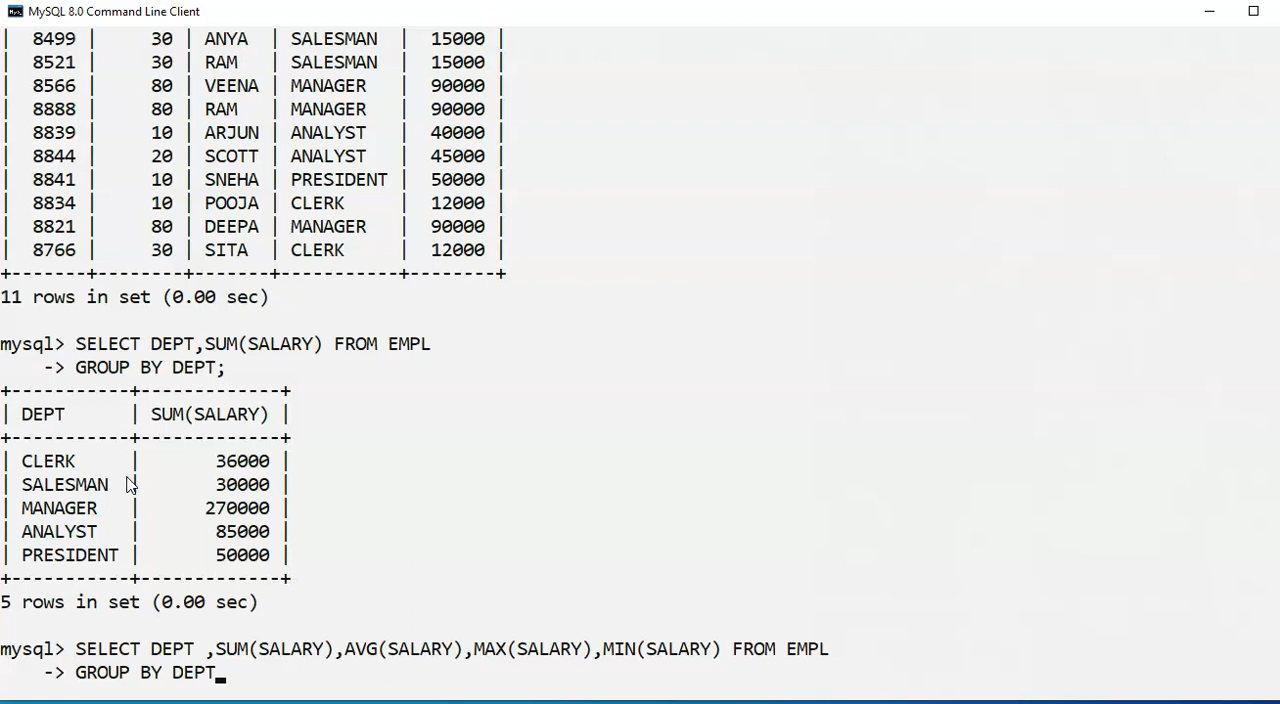 MySQL 8.0 Command Line Client
|  8499 |     30 | ANYA  | SALESMAN  |  15000 |
|  8521 |     30 | RAM   | SALESMAN  |  15000 |
|  8566 |     80 | VEENA | MANAGER   |  90000 |
|  8888 |     80 | RAM   | MANAGER   |  90000 |
|  8839 |     10 | ARJUN | ANALYST   |  40000 |
|  8844 |     20 | SCOTT | ANALYST   |  45000 |
|  8841 |     10 | SNEHA | PRESIDENT |  50000 |
|  8834 |     10 | POOJA | CLERK     |  12000 |
|  8821 |     80 | DEEPA | MANAGER   |  90000 |
|  8766 |     30 | SITA  | CLERK     |  12000 |
+-------+--------+-------+-----------+--------+
11 rows in set (0.00 sec)
mysql> SELECT DEPT,SUM(SALARY) FROM EMPL
    -> GROUP BY DEPT;
+-----------+-------------+
| DEPT      | SUM(SALARY) |
+-----------+-------------+
| CLERK     |       36000 |
| SALESMAN  |       30000 |
| MANAGER   |      270000 |
| ANALYST   |       85000 |
| PRESIDENT |       50000 |
+-----------+-------------+
5 rows in set (0.00 sec)
mysql> SELECT DEPT ,SUM(SALARY),AVG(SALARY),MAX(SALARY),MIN(SALARY) FROM EMPL
    -> GROUP BY DEPT